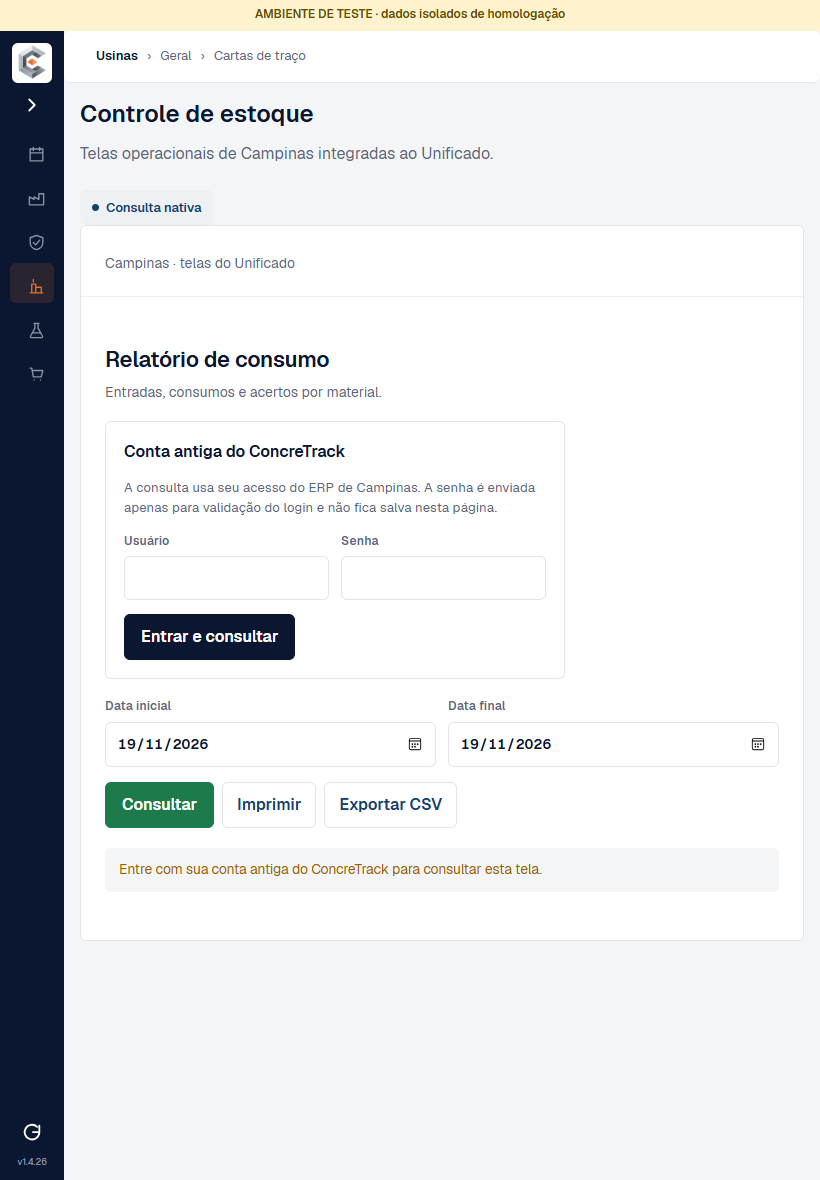 AMBIENTE DE TESTE · dados isolados de homologação
Usinas › Geral › Cartas de traço
Controle de estoque
Telas operacionais de Campinas integradas ao Unificado.
Consulta nativa
Campinas · telas do Unificado
Relatório de consumo
Entradas, consumos e acertos por material.
Conta antiga do ConcreTrack
A consulta usa seu acesso do ERP de Campinas. A senha é enviada
apenas para validação do login e não fica salva nesta página.
Usuário Senha
Entrar e consultar
Data inicial Data final
19/11/2026 19/11/2026
Consultar Imprimir Exportar CSV
Entre com sua conta antiga do ConcreTrack para consultar esta tela.
v1.4.26